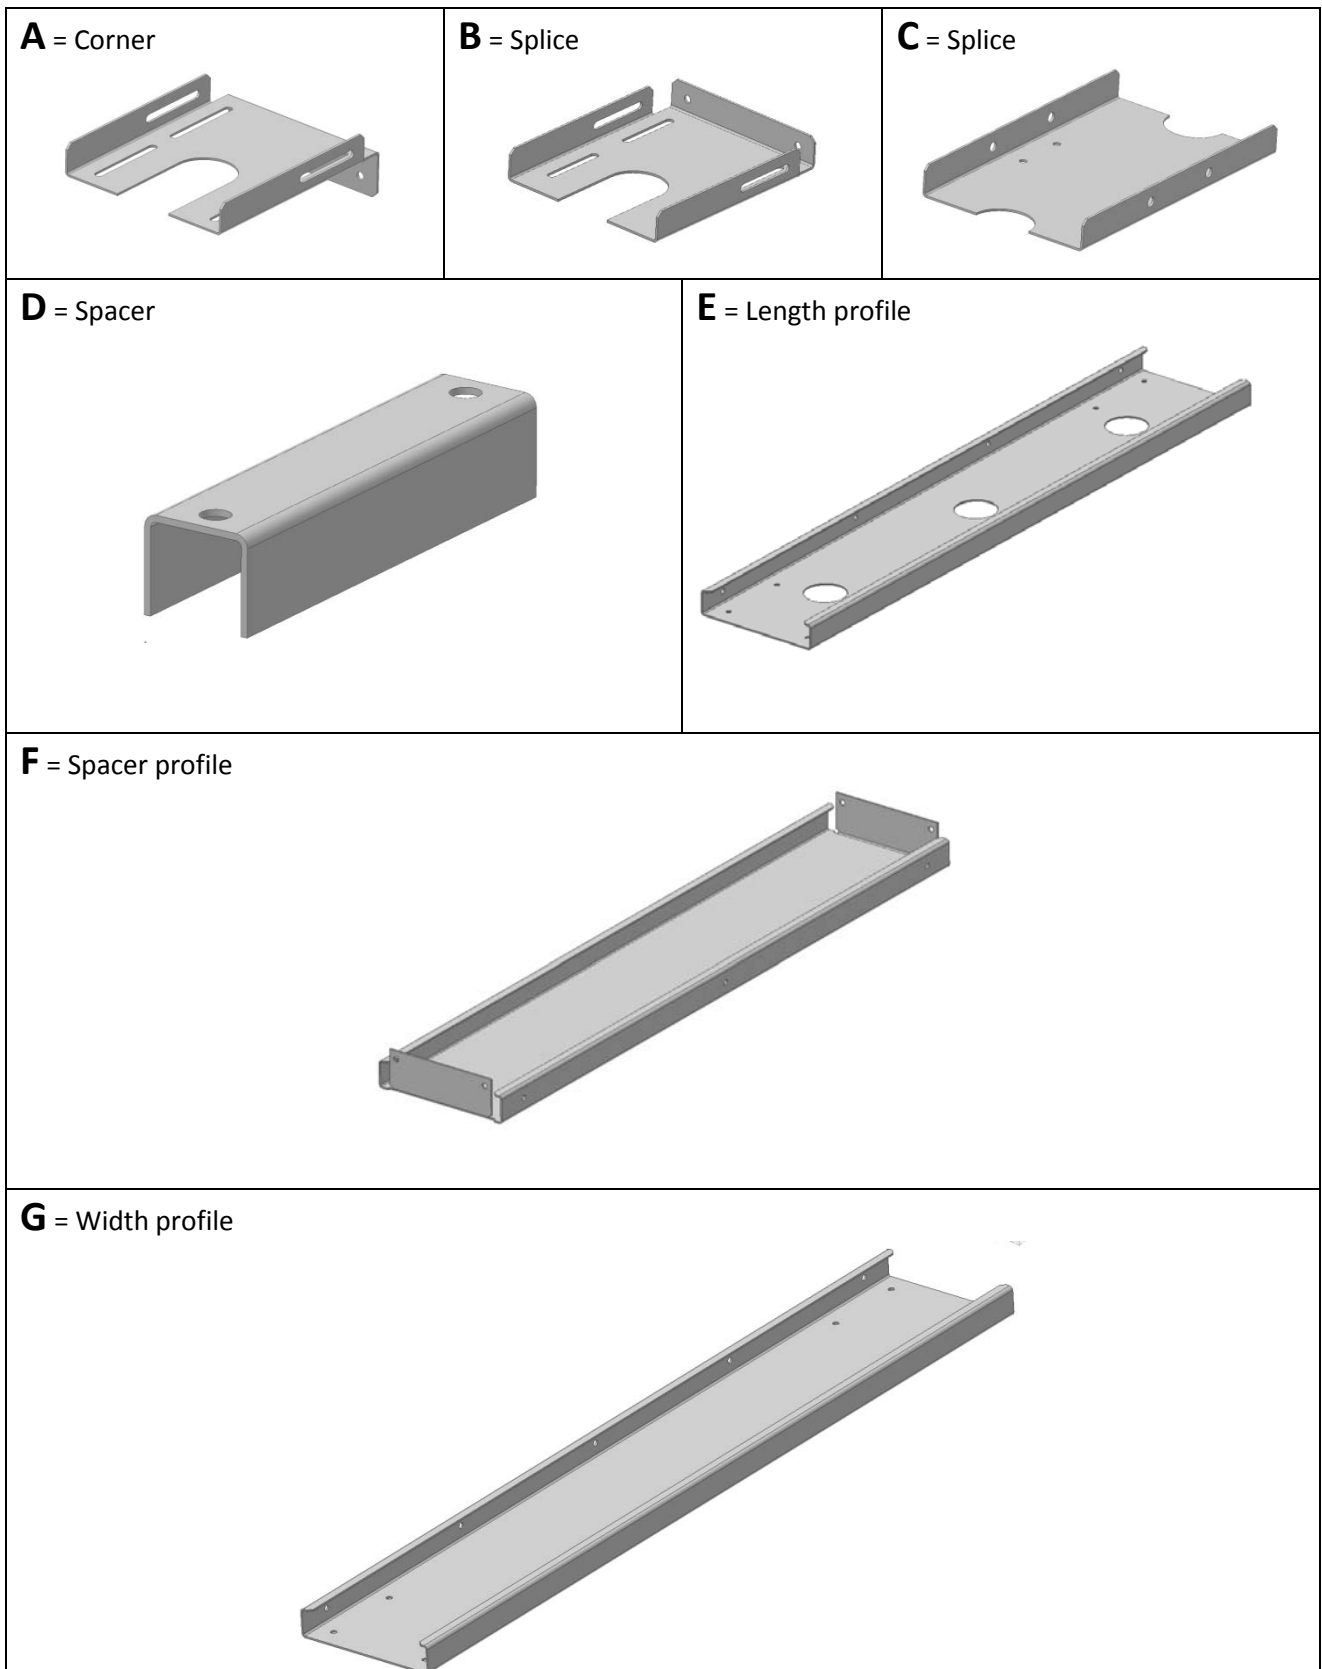 A = Corner
B = Splice
C = Splice
D = Spacer
E = Length profile
F = Spacer profile
G = Width profile